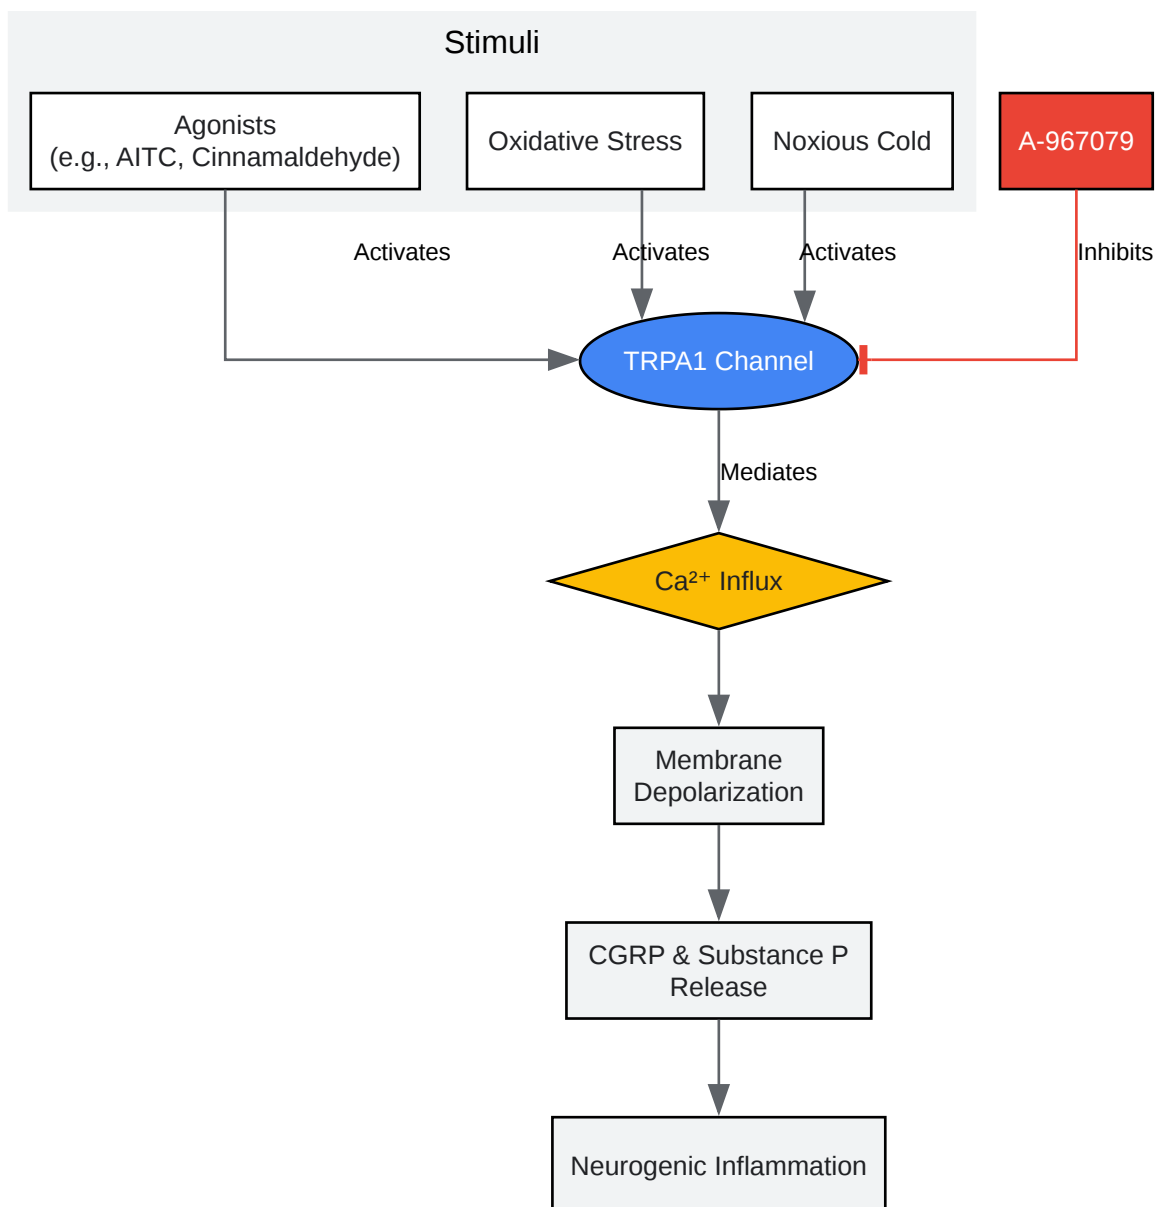 Stimuli
Agonists
(e.g., AITC, Cinnamaldehyde)
Oxidative Stress
Noxious Cold
A-967079
Activates
Activates
Activates
Inhibits
TRPA1 Channel
Mediates
Ca²⁺ Influx
Membrane
Depolarization
CGRP & Substance P
Release
Neurogenic Inflammation